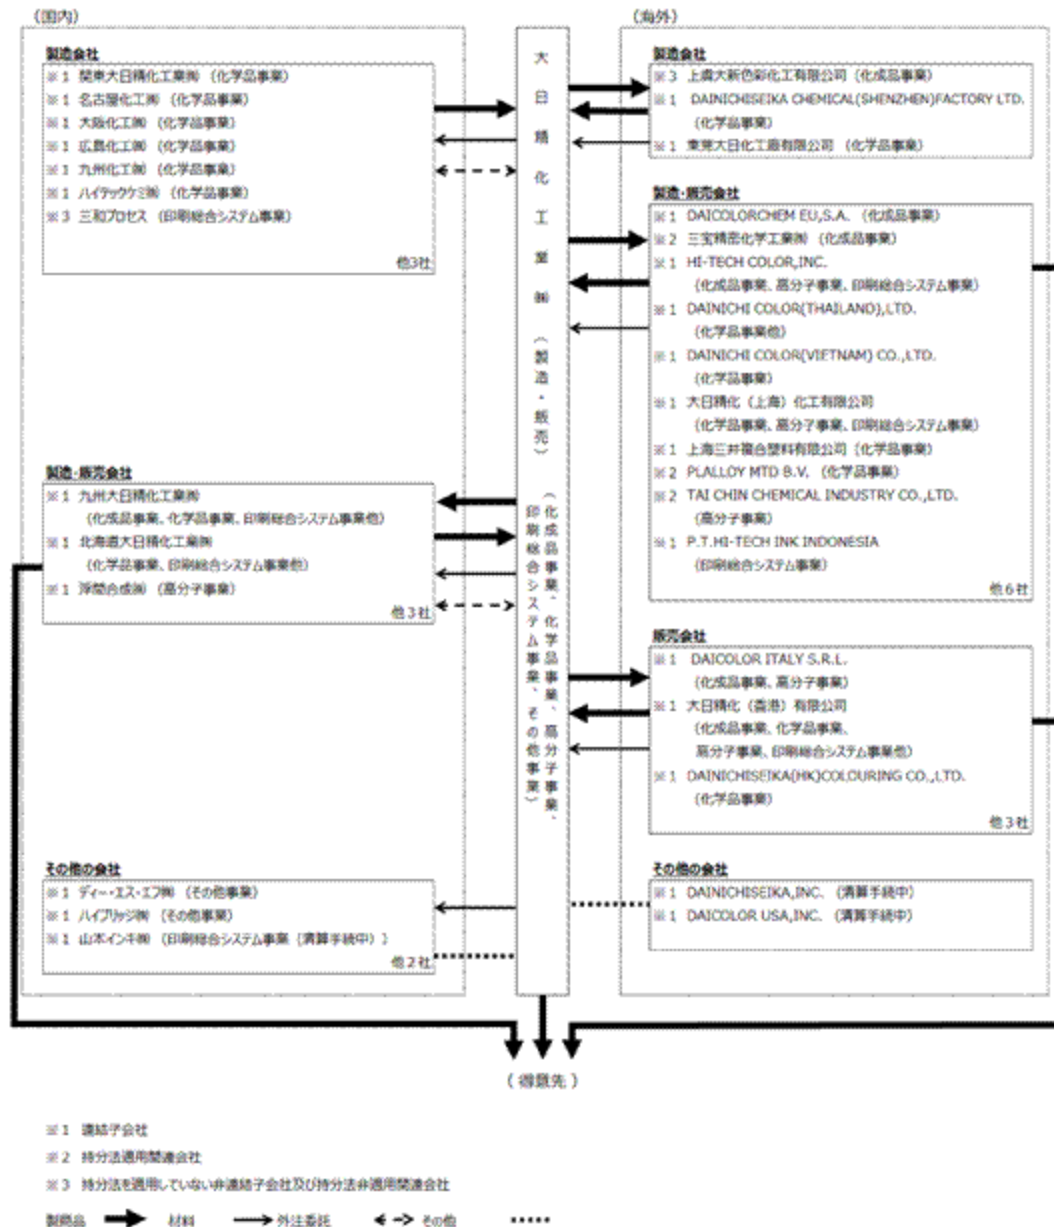 (国内)
製造会社
※1 関東大日精化工業㈱ (化学品事業)
※1 名古屋化工㈱ (化学品事業)
※1 大阪化工㈱ (化学品事業)
※1 広島化工㈱ (化学品事業)
※1 九州化工㈱ (化学品事業)
※1 ハイテックケミ㈱ (化学品事業)
※3 三和プロセス (印刷総合システム事業)
他3社
製造・販売会社
※1 九州大日精化工業㈱
(化成品事業、化学品事業、印刷総合システム事業他)
※1 北海道大日精化工業㈱
(化学品事業、印刷総合システム事業他)
※1 浮間合成㈱ (高分子事業)
他3社
その他の会社
※1 ディー・エス・エフ㈱ (その他事業)
※1 ハイブリッジ㈱ (その他事業)
※1 山本インキ㈱ (印刷総合システム事業 (清算手続中))
他2社
大日精化工業㈱ (製造・販売)
(化成品事業、化学品事業、高分子事業、
印刷総合システム事業、その他事業)
(海外)
製造会社
※3 上虞大新色彩化工有限公司 (化成品事業)
※1 DAINICHISEIKA CHEMICAL(SHENZHEN)FACTORY LTD.
(化学品事業)
※1 東莞大日化工廠有限公司 (化学品事業)
製造・販売会社
※1 DAICOLORCHEM EU,S.A. (化成品事業)
※2 三宝精密化学工業㈱ (化成品事業)
※1 HI-TECH COLOR,INC.
(化成品事業、高分子事業、印刷総合システム事業)
※1 DAINICHI COLOR(THAILAND),LTD.
(化学品事業他)
※1 DAINICHI COLOR(VIETNAM) CO.,LTD.
(化学品事業)
※1 大日精化(上海)化工有限公司
(化学品事業、高分子事業、印刷総合システム事業)
※1 上海三井複合塑料有限公司 (化学品事業)
※2 PLALLOY MTD B.V. (化学品事業)
※2 TAI CHIN CHEMICAL INDUSTRY CO.,LTD.
(高分子事業)
※1 P.T.HI-TECH INK INDONESIA
(印刷総合システム事業)
他6社
販売会社
※1 DAICOLOR ITALY S.R.L.
(化成品事業、高分子事業)
※1 大日精化(香港)有限公司
(化成品事業、化学品事業、
高分子事業、印刷総合システム事業他)
※1 DAINICHISEIKA(HK)COLOURING CO.,LTD.
(化学品事業)
他3社
その他の会社
※1 DAINICHISEIKA,INC. (清算手続中)
※1 DAICOLOR USA,INC. (清算手続中)
(得意先)
※1 連結子会社
※2 持分法適用関連会社
※3 持分法を適用していない非連結子会社及び持分法非適用関連会社
製商品 材料 外注委託 その他